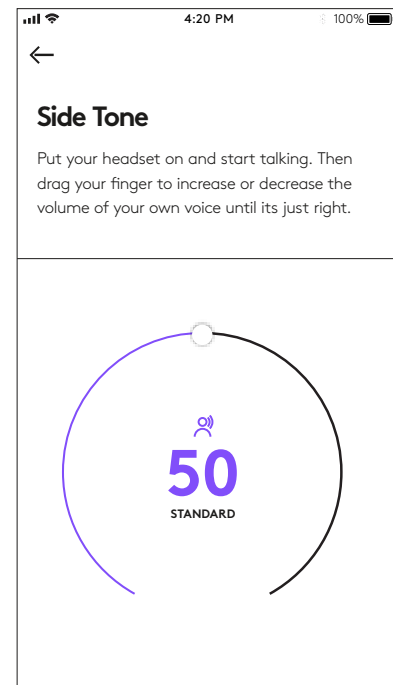 4:20 PM
100%
Side Tone
Put your headset on and start talking. Then
drag your finger to increase or decrease the
volume of your own voice until its just right.
50
STANDARD